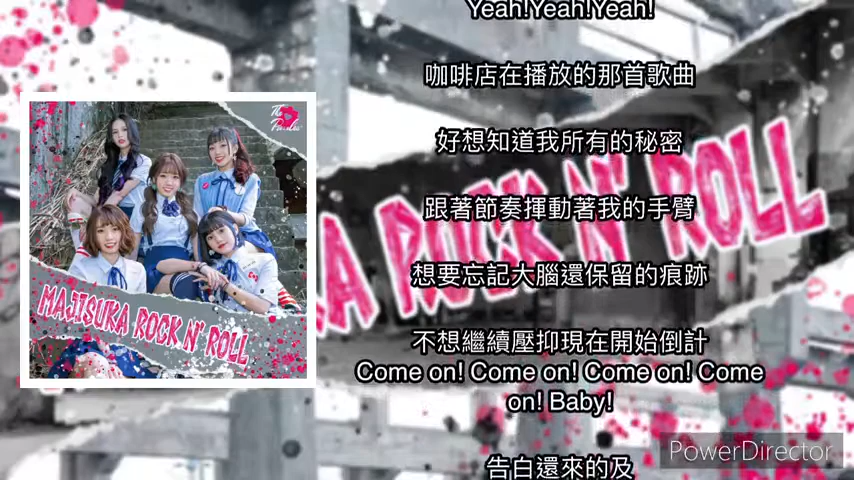 Yeah!Yeah!Yeah!
咖啡店在播放的那首歌曲
好想知道我所有的秘密
跟著節奏揮動著我的手臂
想要忘記大腦還保留的痕跡
不想繼續壓抑現在開始倒計
Come on! Come on! Come on! Come
on! Baby!
告白還來的及
The
MAJISUKA ROCK N' ROLL
A ROCK N' ROLL
PowerDirector